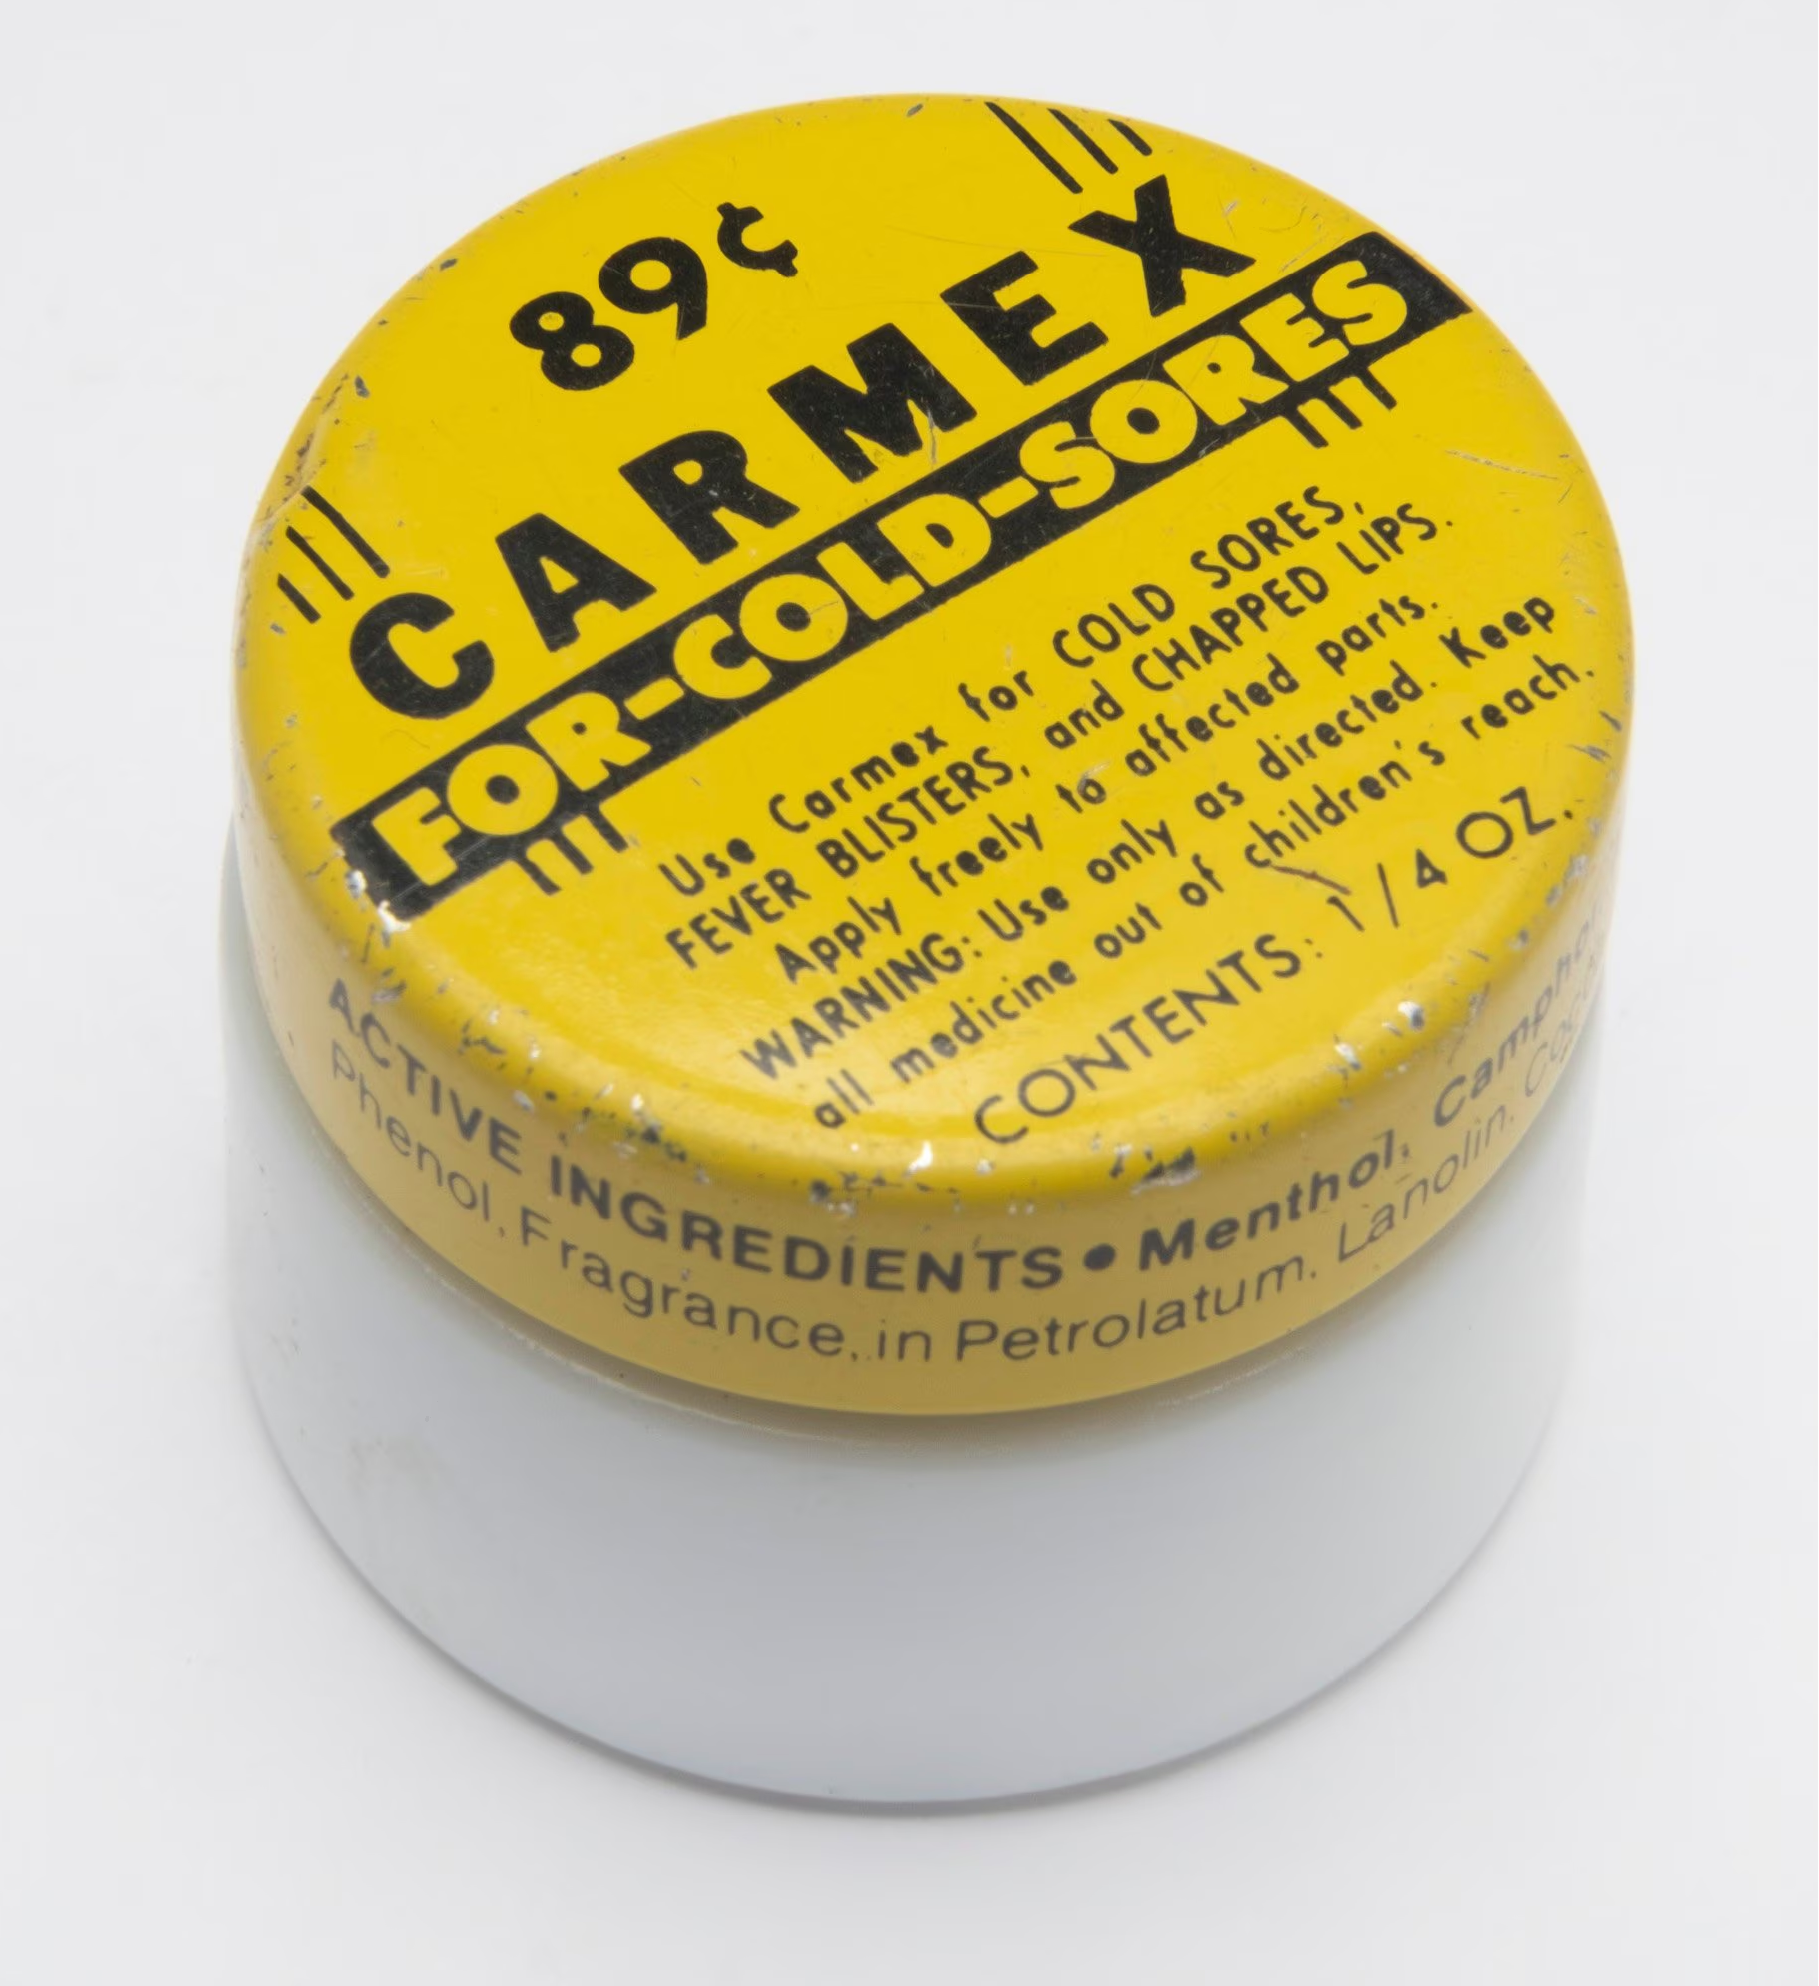 89¢
CARMEX
FOR-COLD-SORES
Use Carmex for COLD SORES,
FEVER BLISTERS, and CHAPPED LIPS.
Apply freely to affected parts.
WARNING: Use only as directed. Keep
all medicine out of children's reach.
CONTENTS: 1/4 OZ.
ACTIVE INGREDIENTS • Menthol, Camphor
Phenol, Fragrance, in Petrolatum, Lanolin,